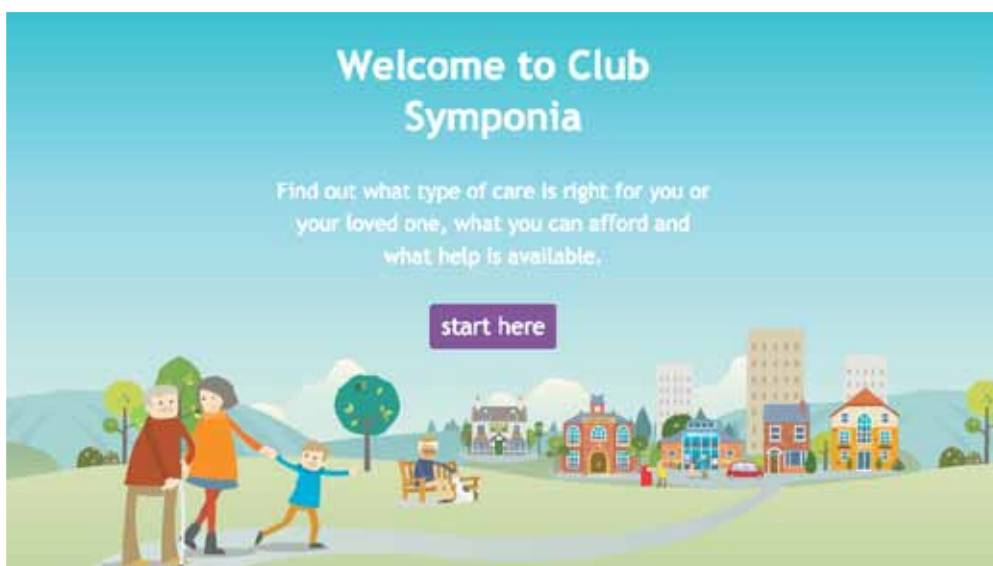 Welcome to Club
Symponia
Find out what type of care is right for you or
your loved one, what you can afford and
what help is available.
start here